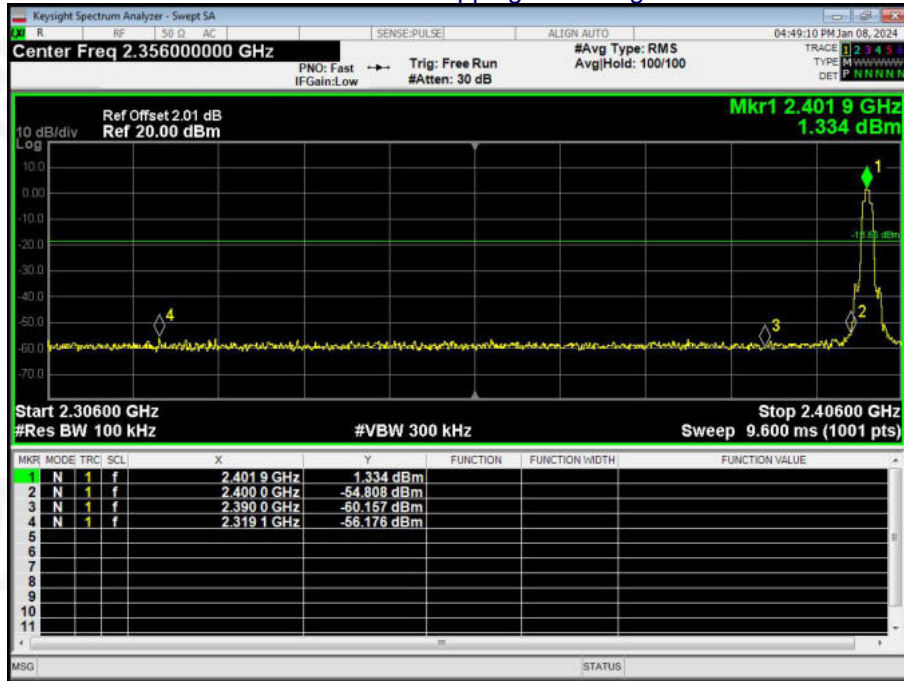 Keysight Spectrum Analyzer - Swept SA
R RF 50 Ω AC SENSE:PULSE ALIGN AUTO 04:49:10 PM Jan 08, 2024
Center Freq 2.356000000 GHz #Avg Type: RMS TRACE 1 2 3 4 5 6
PNO: Fast Trig: Free Run Avg|Hold: 100/100 TYPE M WWWWW
IFGain:Low #Atten: 30 dB DET P N N N N N
Mkr1 2.401 9 GHz
Ref Offset 2.01 dB
10 dB/div Ref 20.00 dBm 1.334 dBm
Log
10.0
1
0.00
-10.0
-20.0
-30.0
-40.0
-50.0
4
3
2
-60.0
-70.0
Start 2.30600 GHz Stop 2.40600 GHz
#Res BW 100 kHz #VBW 300 kHz Sweep 9.600 ms (1001 pts)
MKR MODE TRC SCL X Y FUNCTION FUNCTION WIDTH FUNCTION VALUE
1 N 1 f 2.401 9 GHz 1.334 dBm
2 N 1 f 2.400 0 GHz -54.808 dBm
3 N 1 f 2.390 0 GHz -60.157 dBm
4 N 1 f 2.319 1 GHz -56.176 dBm
5
6
7
8
9
10
11
MSG STATUS